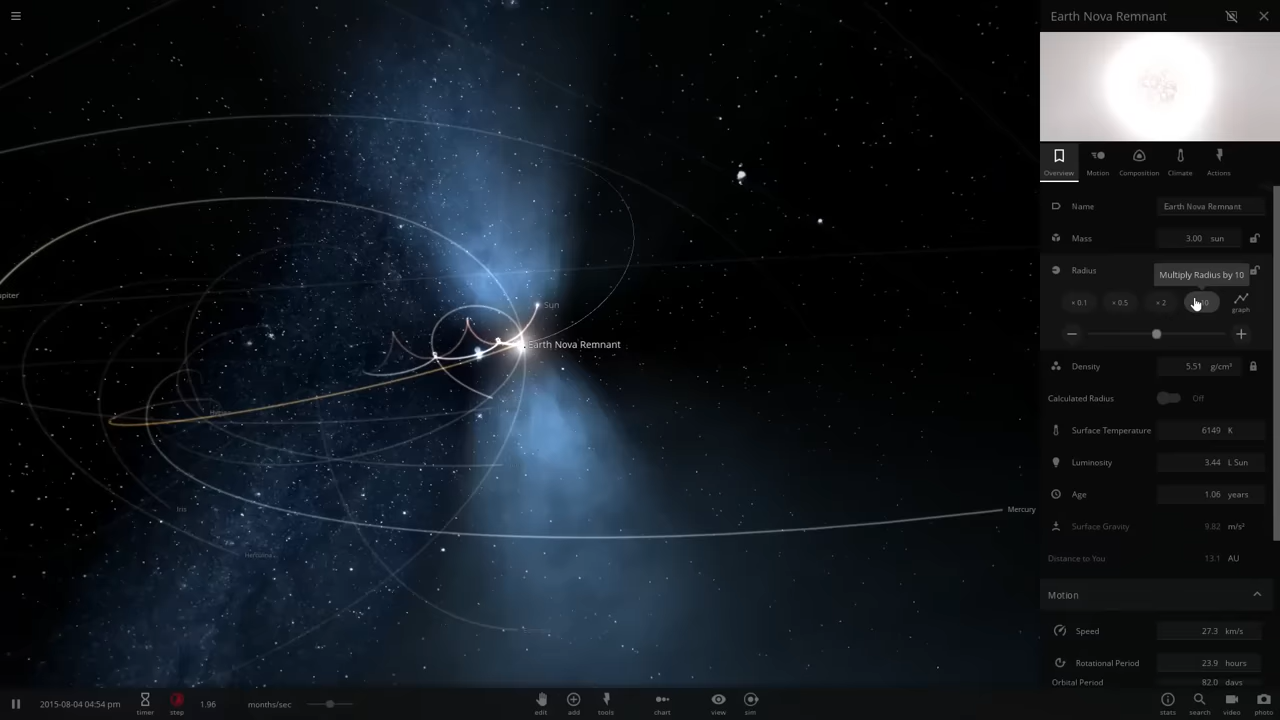 Earth Nova Remnant
Overview
Motion
Composition
Climate
Actions
Name Earth Nova Remnant
Mass 3.00 sun
Radius
Multiply Radius by 10
× 0.1 × 0.5 × 2
graph
Density 5.51 g/cm³
Calculated Radius Off
Surface Temperature 6149 K
Luminosity 3.44 L Sun
Age 1.06 years
Surface Gravity 9.82 m/s²
Distance to You 13.1 AU
Motion
Speed 27.3 km/s
Rotational Period 23.9 hours
Orbital Period 82.0 days
Sun
Earth Nova Remnant
upiter
Iris
Mercury
2015-08-04 04:54 pm
timer
step
1.96 months/sec
edit
add
tools
chart
view
sim
stats
search
video
photo